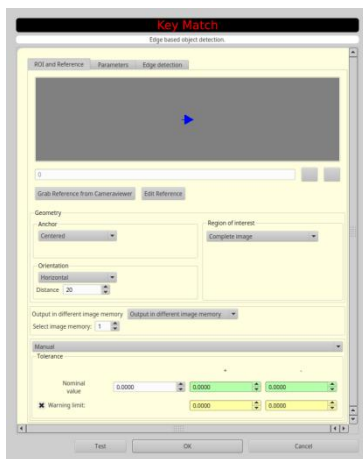 Key Match
Edge based object detection.
ROI and Reference Parameters Edge detection
0
Grab Reference from Cameraviewer Edit Reference
Geometry
Anchor
Centered
Region of interest
Complete Image
Orientation
Horizontal
Distance 20
Output in different image memory Output in different image memory
Select image memory: 1
Manual
Tolerance
+ -
Nominal value 0.0000 0.0000 0.0000
Warning limit: 0.0000 0.0000
Test OK Cancel